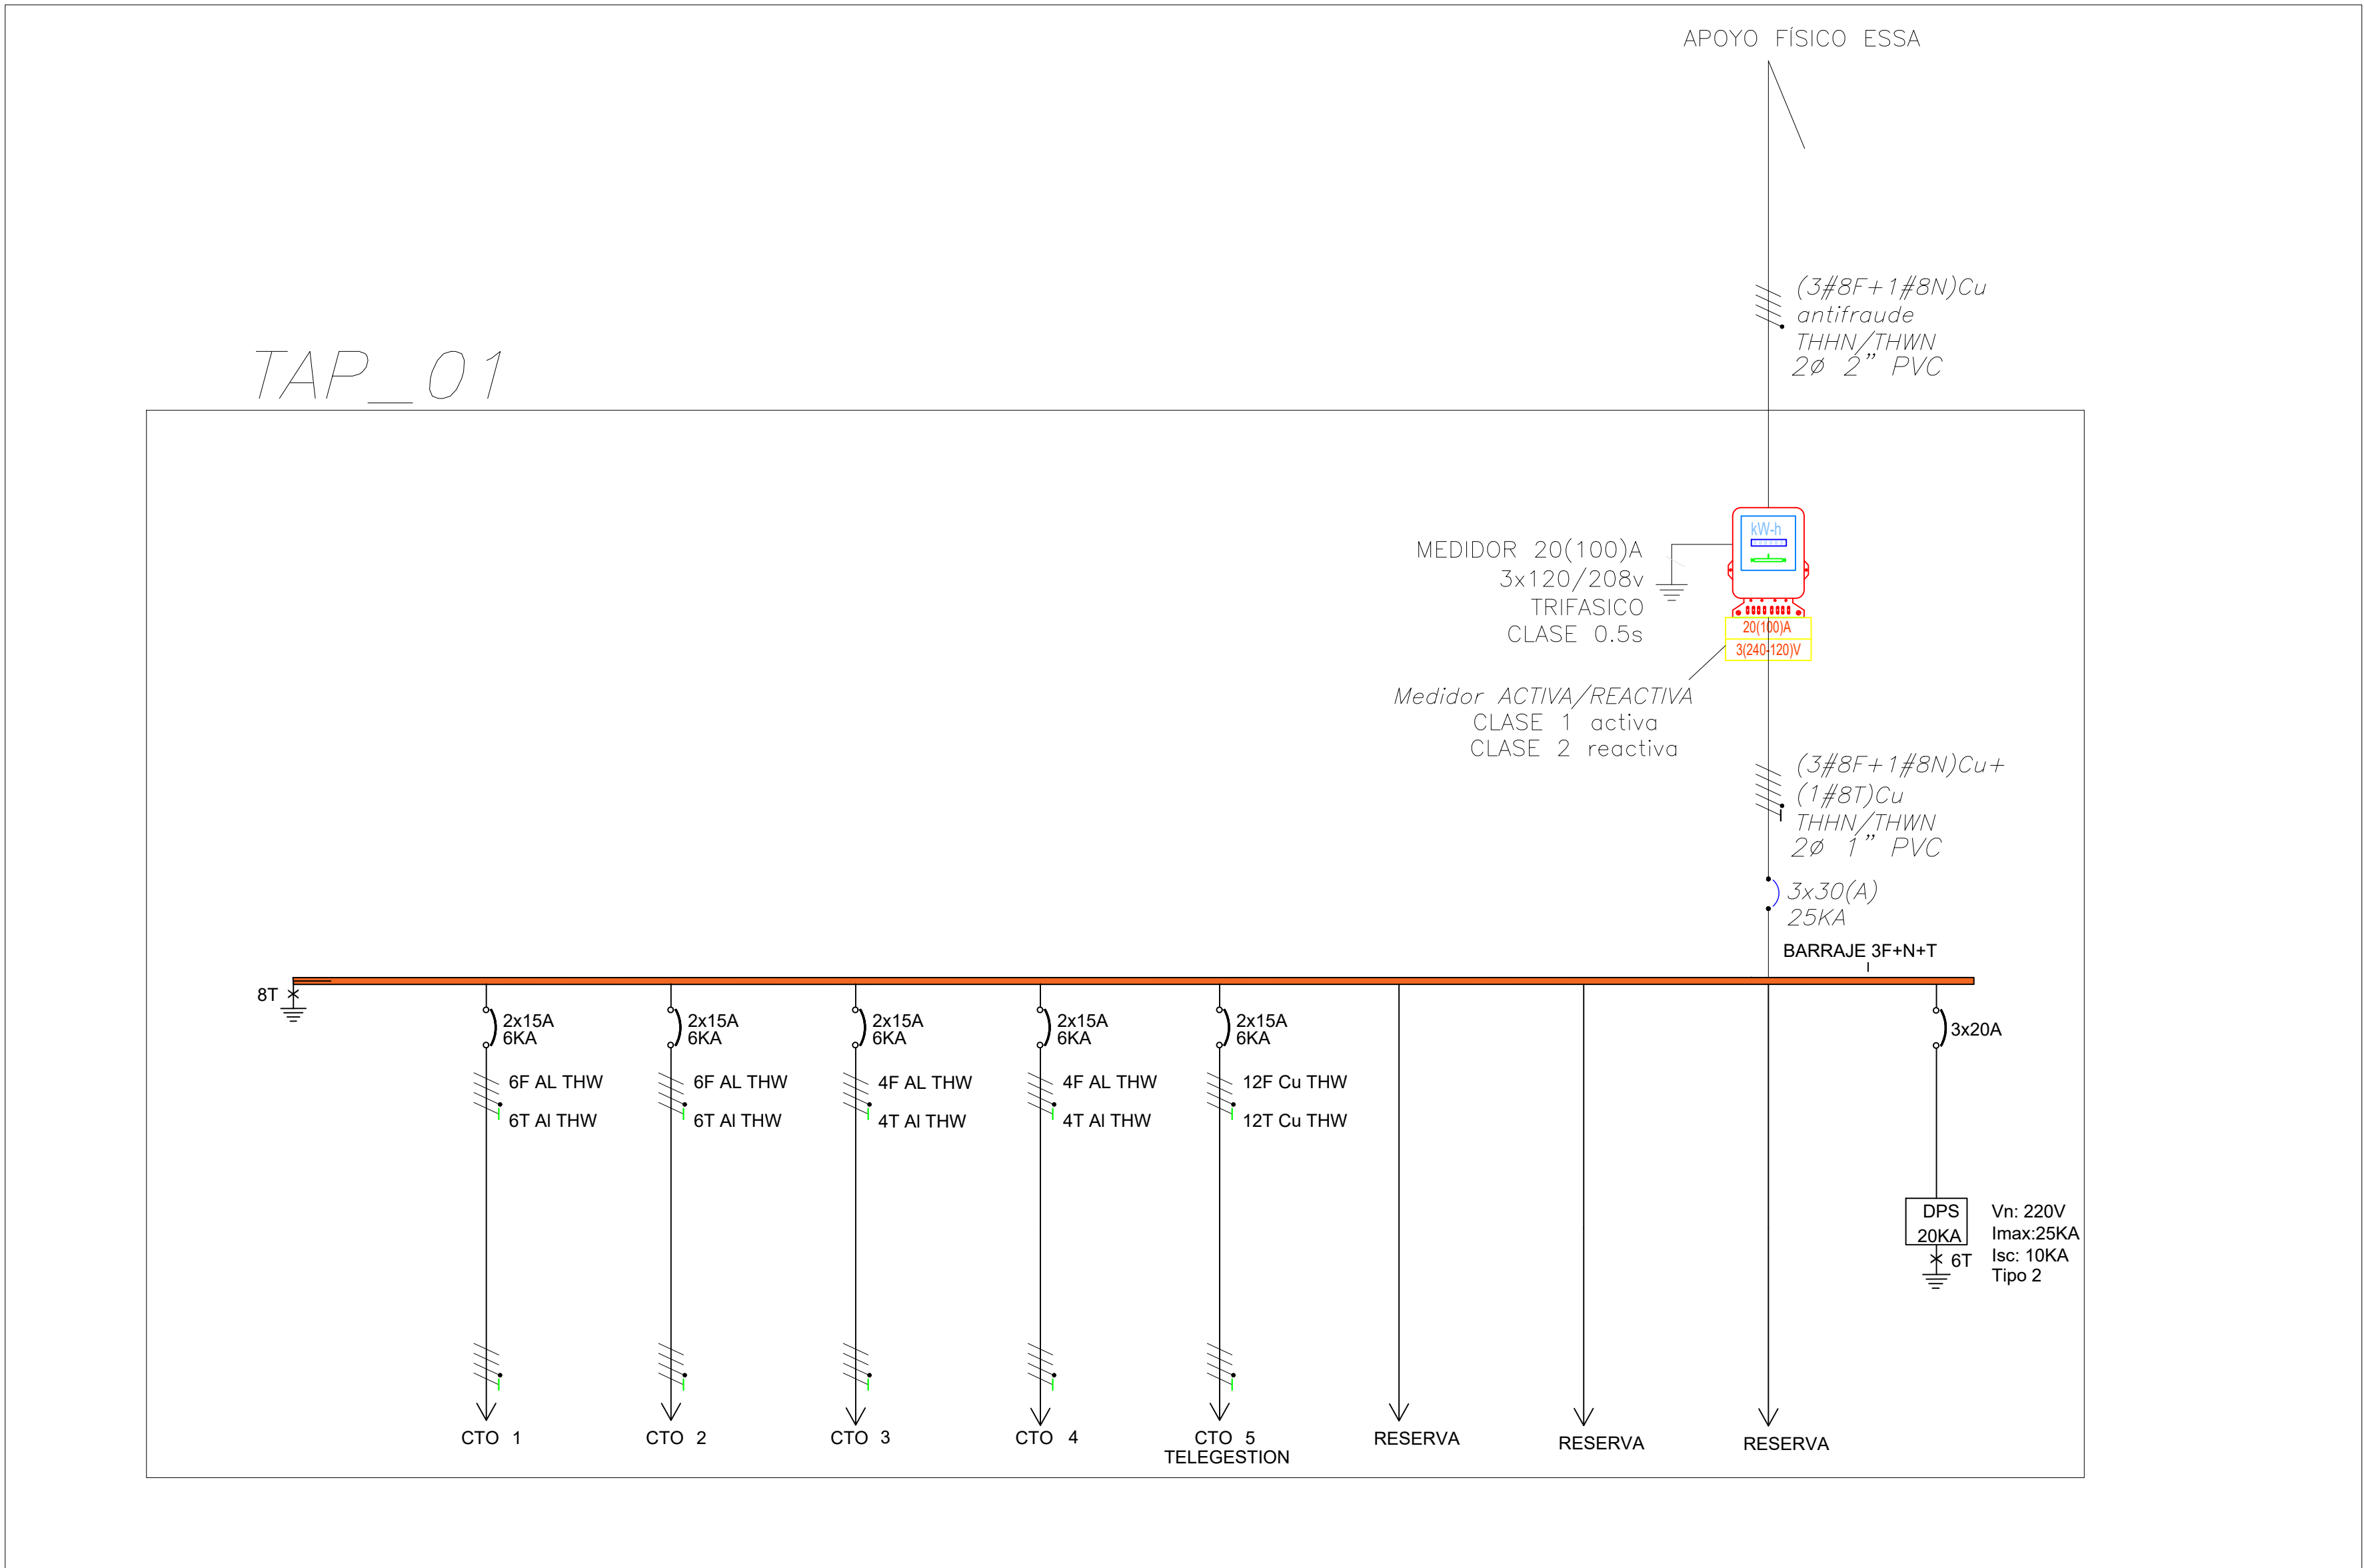 APOYO FÍSICO ESSA
(3#8F+1#8N)Cu
antifraude
THHN/THWN
2ø 2" PVC
TAP_01
kW-h
MEDIDOR 20(100)A
3x120/208v
TRIFASICO
CLASE 0.5s
20(100)A
3(240-120)V
Medidor ACTIVA/REACTIVA
CLASE 1 activa
CLASE 2 reactiva
(3#8F+1#8N)Cu+
(1#8T)Cu
THHN/THWN
2ø 1" PVC
3x30(A)
25KA
BARRAJE 3F+N+T
8T
2x15A
6KA
6F AL THW
6T Al THW
CTO 1
2x15A
6KA
6F AL THW
6T Al THW
CTO 2
2x15A
6KA
4F AL THW
4T Al THW
CTO 3
2x15A
6KA
4F AL THW
4T Al THW
CTO 4
2x15A
6KA
12F Cu THW
12T Cu THW
CTO 5
TELEGESTION
RESERVA
RESERVA
RESERVA
3x20A
DPS
20KA
6T
Vn: 220V
Imax:25KA
Isc: 10KA
Tipo 2